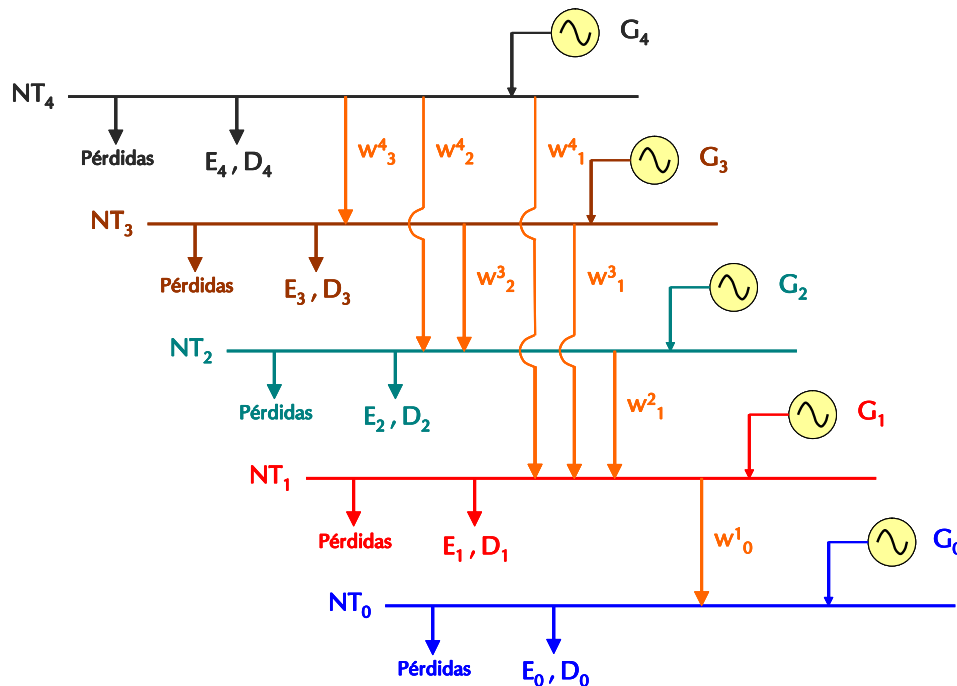 G₄
NT₄
Pérdidas
E₄ , D₄
w⁴₃
w⁴₂
w⁴₁
G₃
NT₃
Pérdidas
E₃ , D₃
w³₂
w³₁
G₂
NT₂
Pérdidas
E₂ , D₂
w²₁
G₁
NT₁
Pérdidas
E₁ , D₁
w¹₀
G₀
NT₀
Pérdidas
E₀ , D₀